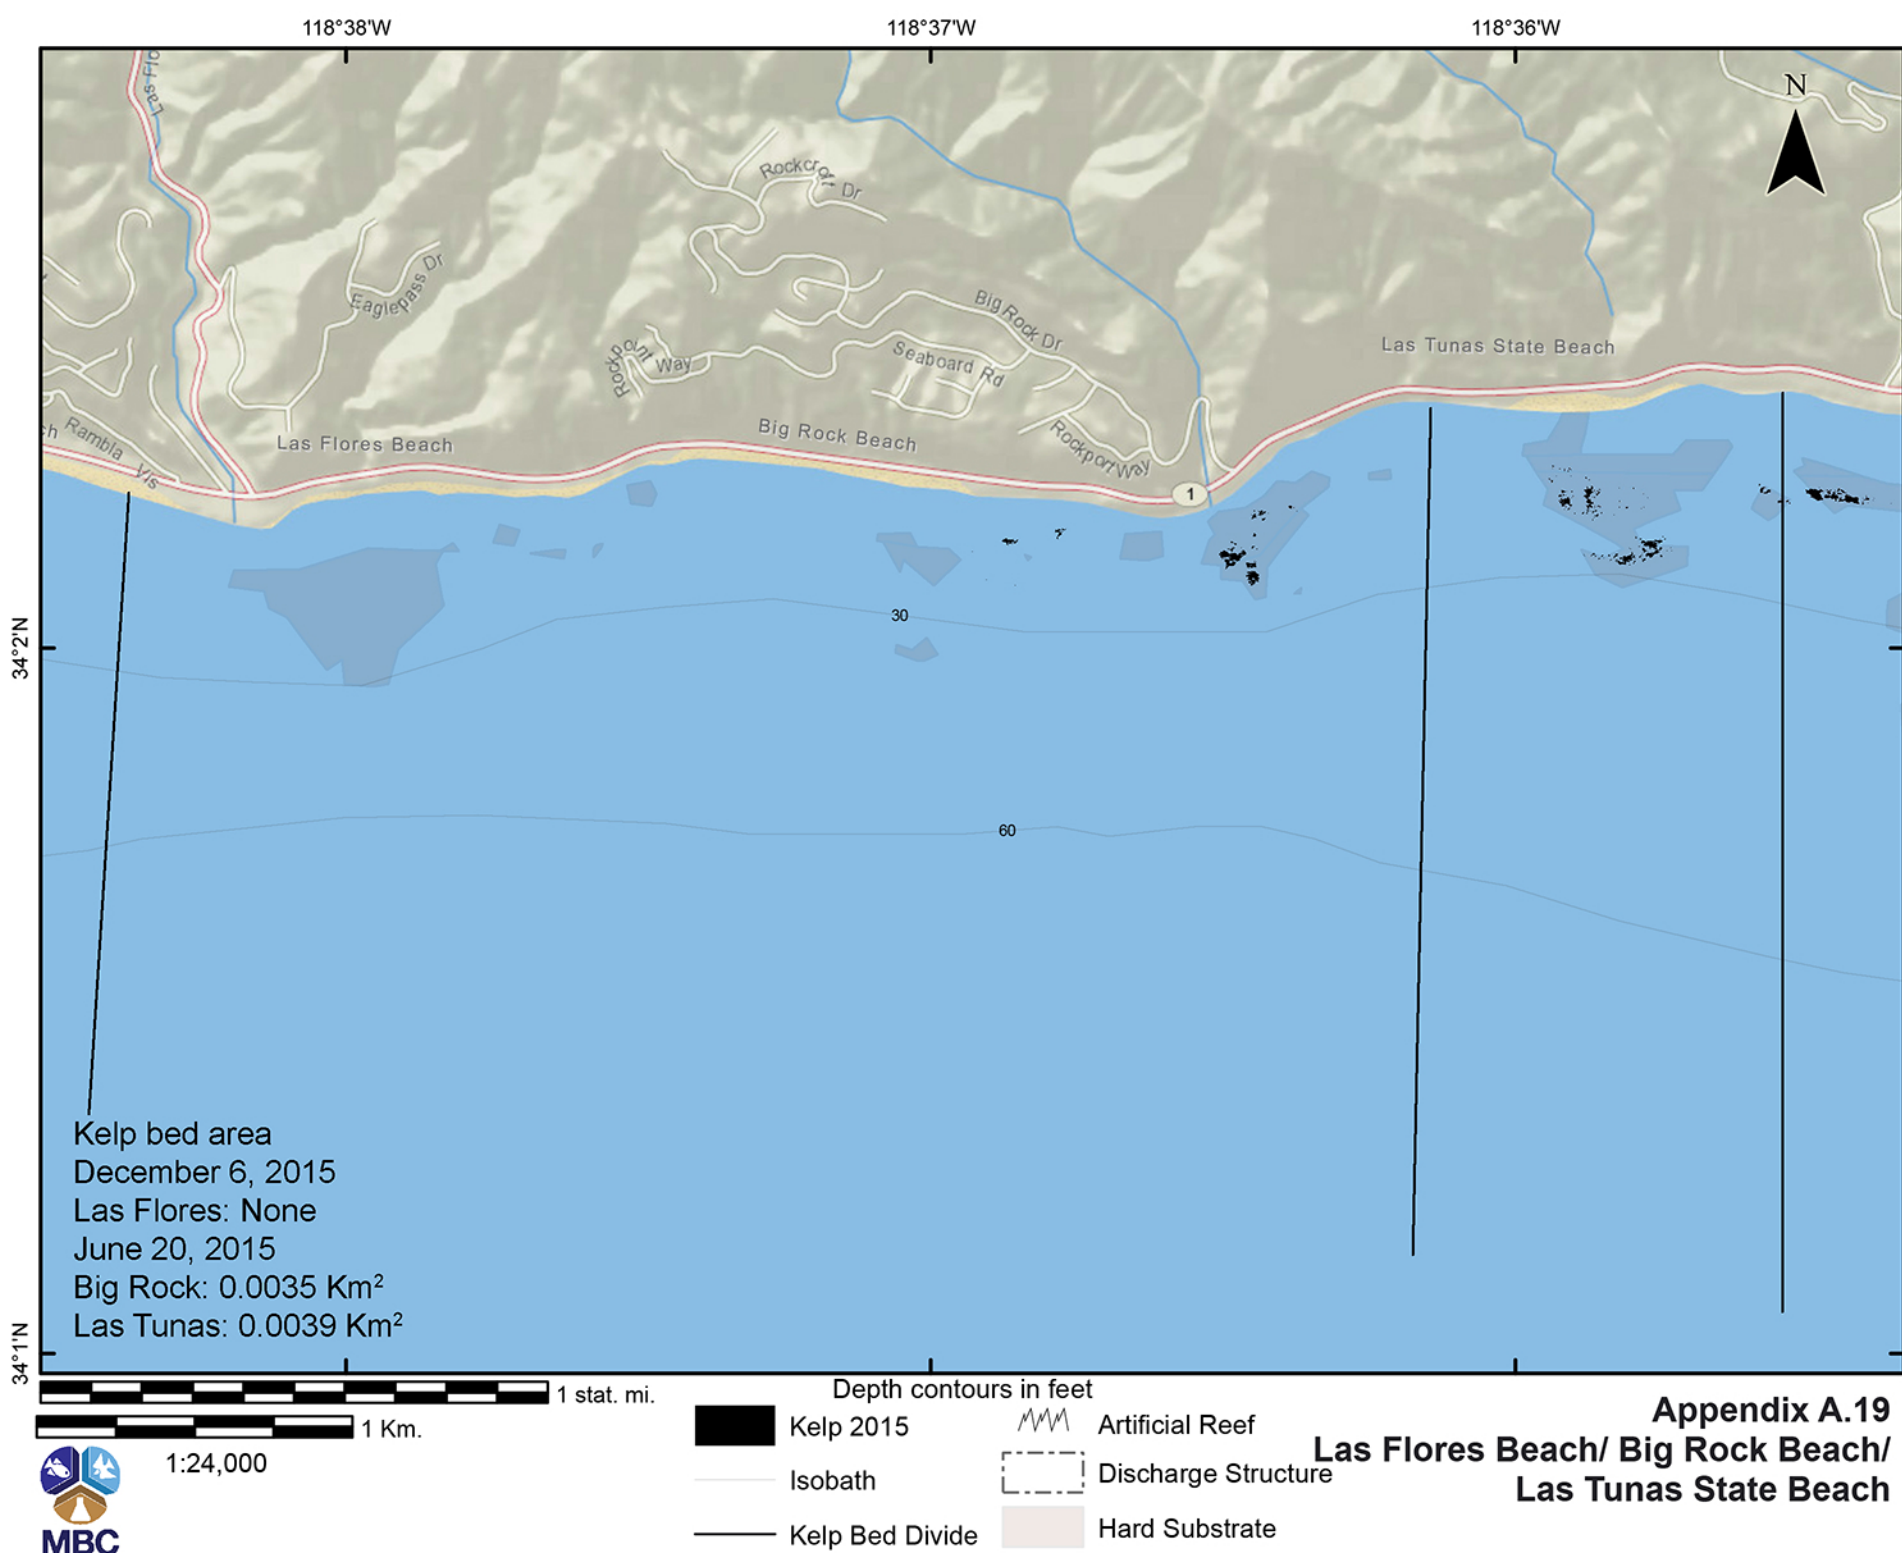 118°38'W
118°37'W
118°36'W
N
Las Flo
Rockcroft Dr
Eaglepass Dr
Big Rock Dr
Rockpoint Way
Seaboard Rd
Las Tunas State Beach
ch
Rambla Vis
Las Flores Beach
Big Rock Beach
Rockport Way
1
30
34°2'N
60
Kelp bed area
December 6, 2015
Las Flores: None
June 20, 2015
Big Rock: 0.0035 Km²
Las Tunas: 0.0039 Km²
34°1'N
1 stat. mi.
1 Km.
1:24,000
MBC
Depth contours in feet
Kelp 2015
Isobath
Kelp Bed Divide
Artificial Reef
Discharge Structure
Hard Substrate
Appendix A.19
Las Flores Beach/ Big Rock Beach/
Las Tunas State Beach